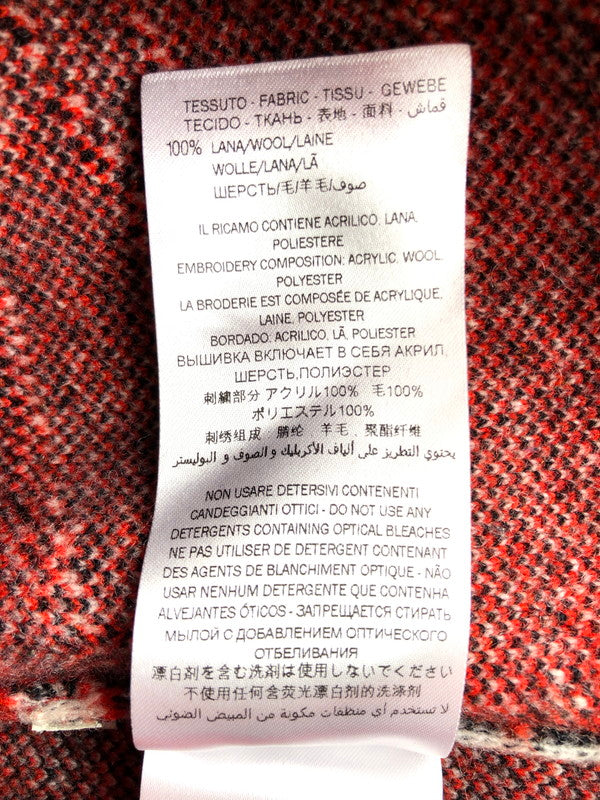 TESSUTO - FABRIC - TISSU - GEWEBE
TECIDO - ТКАНЬ - 表地 - 面料 - قماش
100% LANA/WOOL/LAINE
WOLLE/LANA/LÃ
ШЕРСТЬ/毛/羊毛/صوف
IL RICAMO CONTIENE ACRILICO, LANA,
POLIESTERE
EMBROIDERY COMPOSITION: ACRYLIC, WOOL,
POLYESTER
LA BRODERIE EST COMPOSÉE DE ACRYLIQUE,
LAINE, POLYESTER
BORDADO: ACRILICO, LÃ, POLIESTER
ВЫШИВКА ВКЛЮЧАЕТ В СЕБЯ АКРИЛ,
ШЕРСТЬ,ПОЛИЭСТЕР
刺繍部分 アクリル100% 毛100%
ポリエステル100%
刺绣组成 腈纶 羊毛、聚酯纤维
يحتوي التطريز على ألياف الأكريليك و الصوف و البوليستر
NON USARE DETERSIVI CONTENENTI
CANDEGGIANTI OTTICI - DO NOT USE ANY
DETERGENTS CONTAINING OPTICAL BLEACHES
NE PAS UTILISER DE DETERGENT CONTENANT
DES AGENTS DE BLANCHIMENT OPTIQUE - NÃO
USAR NENHUM DETERGENTE QUE CONTENHA
ALVEJANTES ÓTICOS - ЗАПРЕЩАЕТСЯ СТИРАТЬ
МЫЛОЙ С ДОБАВЛЕНИЕМ ОПТИЧЕСКОГО
ОТБЕЛИВАНИЯ
漂白剤を含む洗剤は使用しないでください
不使用任何含荧光漂白剂的洗涤剂
لا تستخدم أي منظفات مكونة من المبيض الضوئي